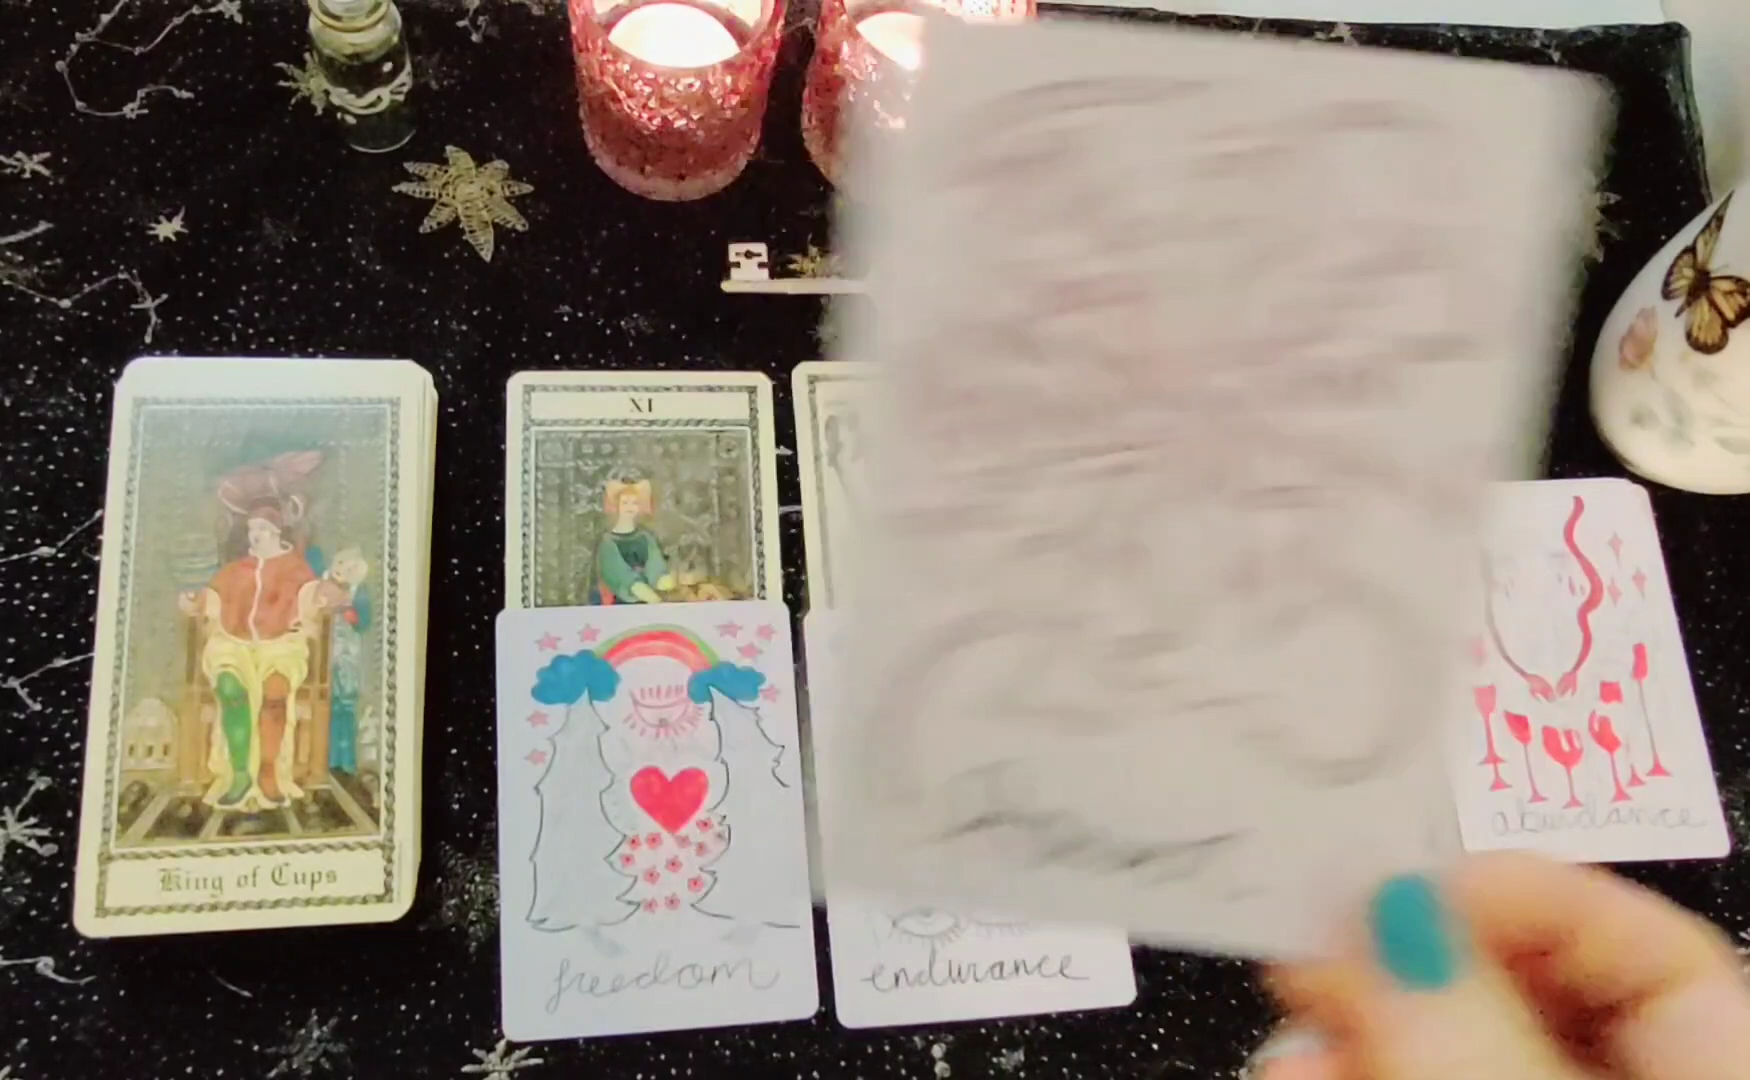 XI
King of Cups
freedom
endurance
abundance